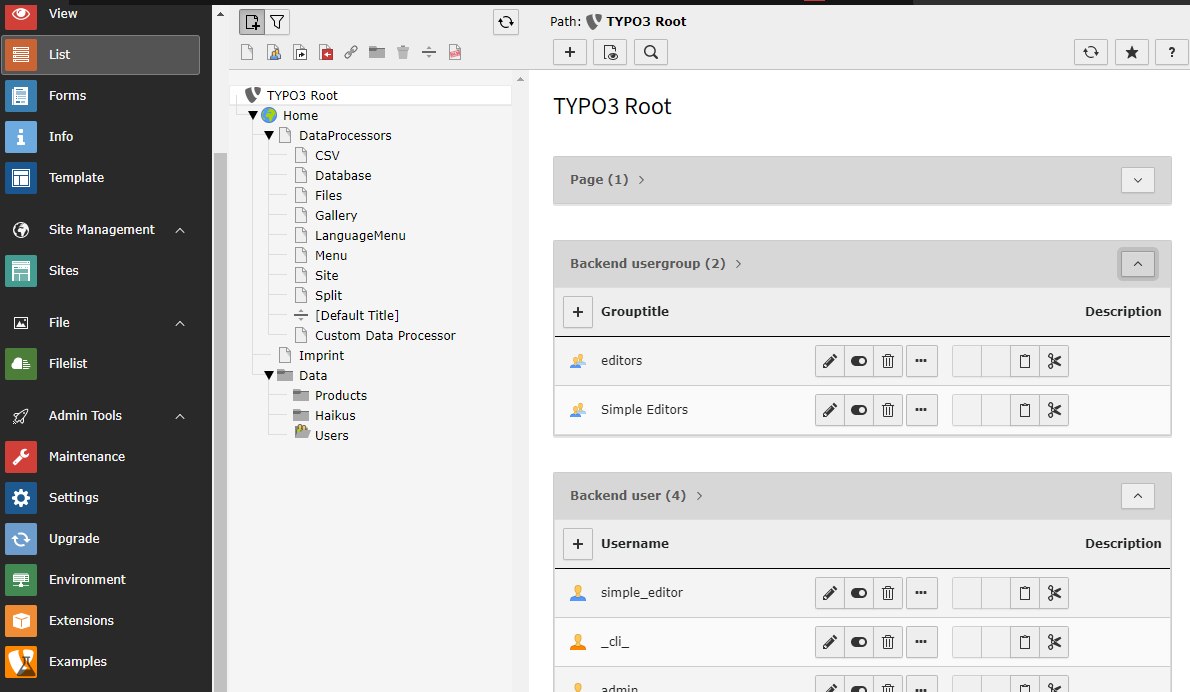 View
List
Forms
Info
Template
Site Management
Sites
File
Filelist
Admin Tools
Maintenance
Settings
Upgrade
Environment
Extensions
Examples
TYPO3 Root
Home
DataProcessors
CSV
Database
Files
Gallery
LanguageMenu
Menu
Site
Split
[Default Title]
Custom Data Processor
Imprint
Data
Products
Haikus
Users
Path: TYPO3 Root
?
TYPO3 Root
Page (1)
Backend usergroup (2)
Grouptitle Description
editors
Simple Editors
Backend user (4)
Username Description
simple_editor
_cli_
admin